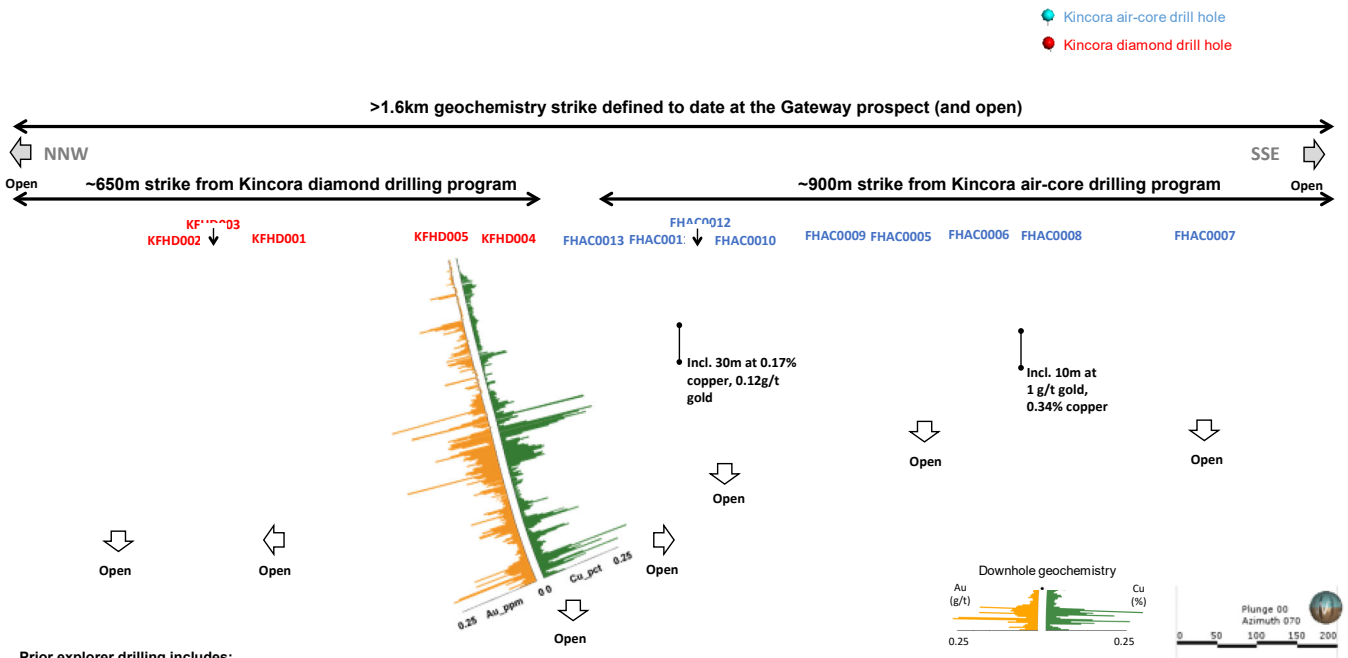 Kincora air-core drill hole
Kincora diamond drill hole
>1.6km geochemistry strike defined to date at the Gateway prospect (and open)
NNW
SSE
Open
~650m strike from Kincora diamond drilling program
~900m strike from Kincora air-core drilling program
Open
KFHD003
KFHD002
KFHD001
KFHD005
KFHD004
FHAC0012
FHAC0013
FHAC0010
FHAC0009
FHAC0005
FHAC0006
FHAC0008
FHAC0007
Incl. 30m at 0.17%
copper, 0.12g/t
gold
Incl. 10m at
1 g/t gold,
0.34% copper
Open
Open
Open
Open
Open
Open
Open
0.25
Au_ppm
0 0
Cu_pct
0.25
Downhole geochemistry
Au
(g/t)
Cu
(%)
0.25
0.25
Plunge 00
Azimuth 070
0 50 100 150 200
Prior explorer drilling includes: